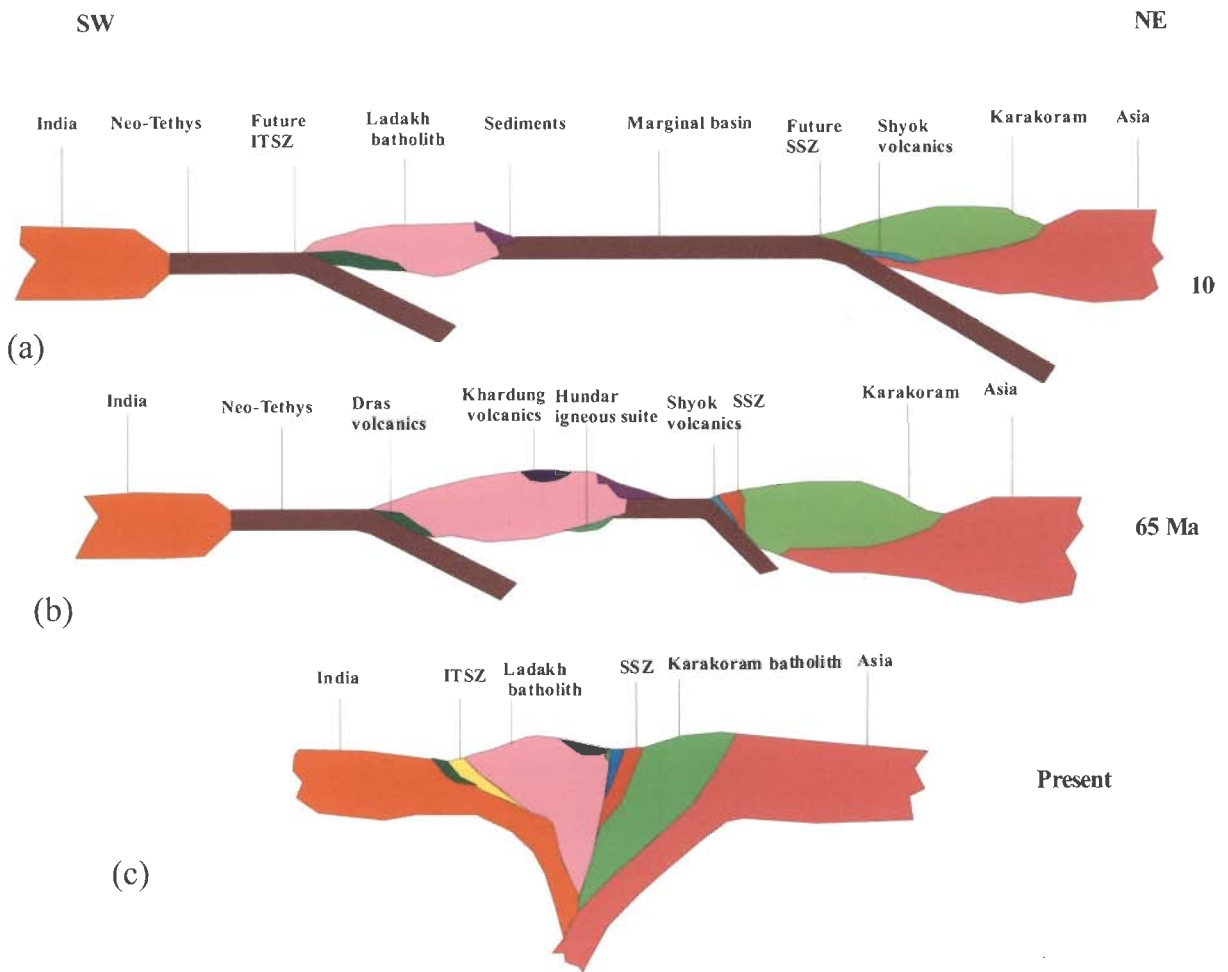 SW NE
India Neo-Tethys Future Ladakh Sediments Marginal basin Future Shyok Karakoram Asia
ITSZ batholith SSZ volcanics
10
(a)
India Neo-Tethys Dras Khardung Hundar Shyok SSZ Karakoram Asia
volcanics volcanics igneous suite volcanics
65 Ma
(b)
India ITSZ Ladakh SSZ Karakoram batholith Asia
batholith
Present
(c)